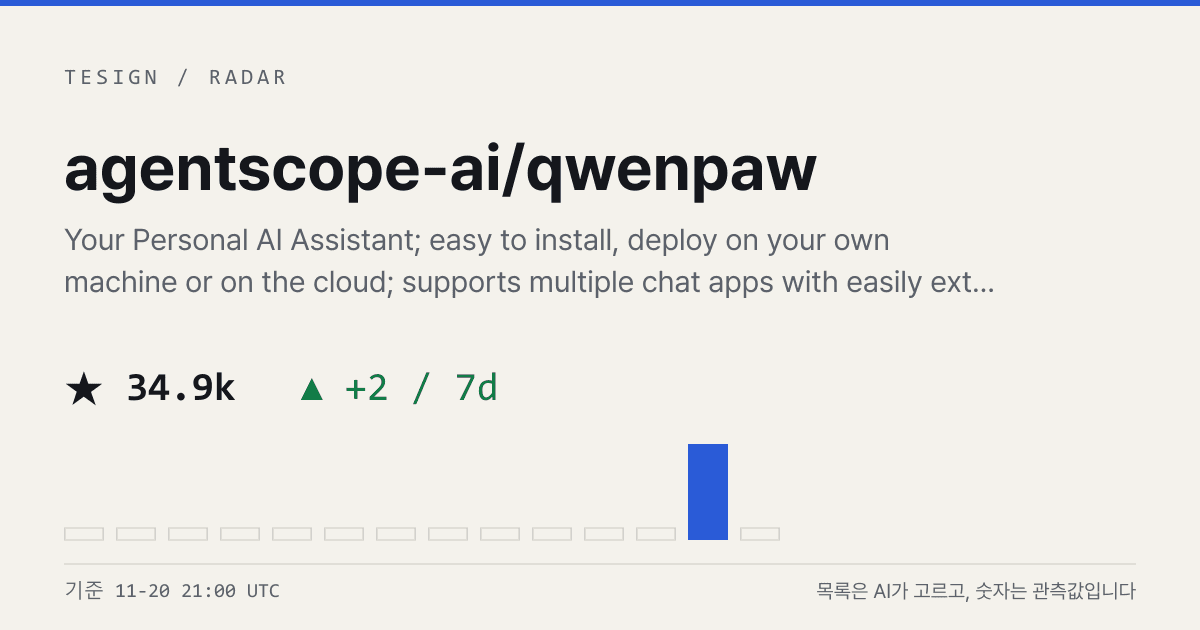 TESIGN / RADAR
agentscope-ai/qwenpaw
Your Personal AI Assistant; easy to install, deploy on your own
machine or on the cloud; supports multiple chat apps with easily ext...
★ 34.9k ▲ +2 / 7d
기준 11-20 21:00 UTC
목록은 AI가 고르고, 숫자는 관측값입니다